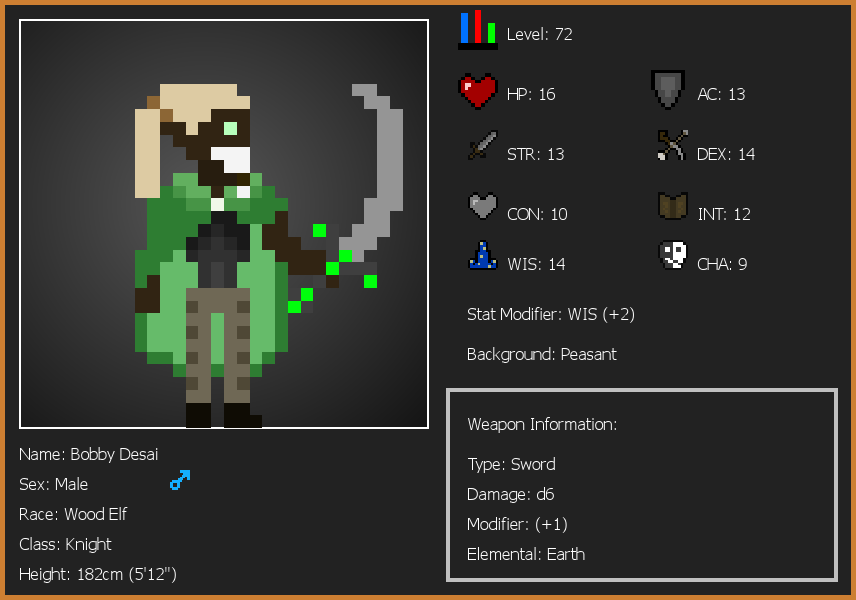 Level: 72
HP: 16
AC: 13
STR: 13
DEX: 14
CON: 10
INT: 12
WIS: 14
CHA: 9
Stat Modifier: WIS (+2)
Background: Peasant
Weapon Information:
Type: Sword
Damage: d6
Modifier: (+1)
Elemental: Earth
Name: Bobby Desai
Sex: Male
Race: Wood Elf
Class: Knight
Height: 182cm (5'12")